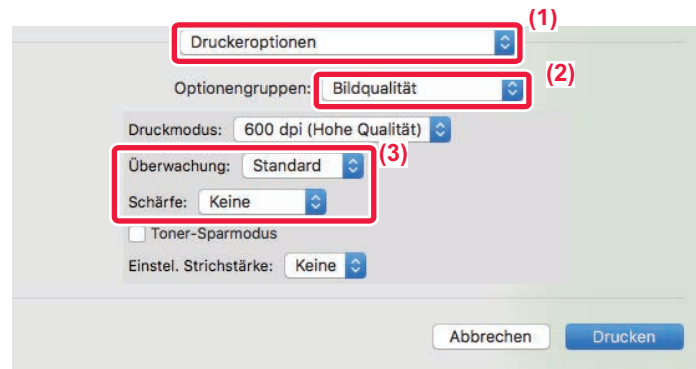 (1)
Druckeroptionen
(2)
Optionengruppen: Bildqualität
Druckmodus: 600 dpi (Hohe Qualität)
(3)
Überwachung: Standard
Schärfe: Keine
Toner-Sparmodus
Einstel. Strichstärke: Keine
Abbrechen Drucken